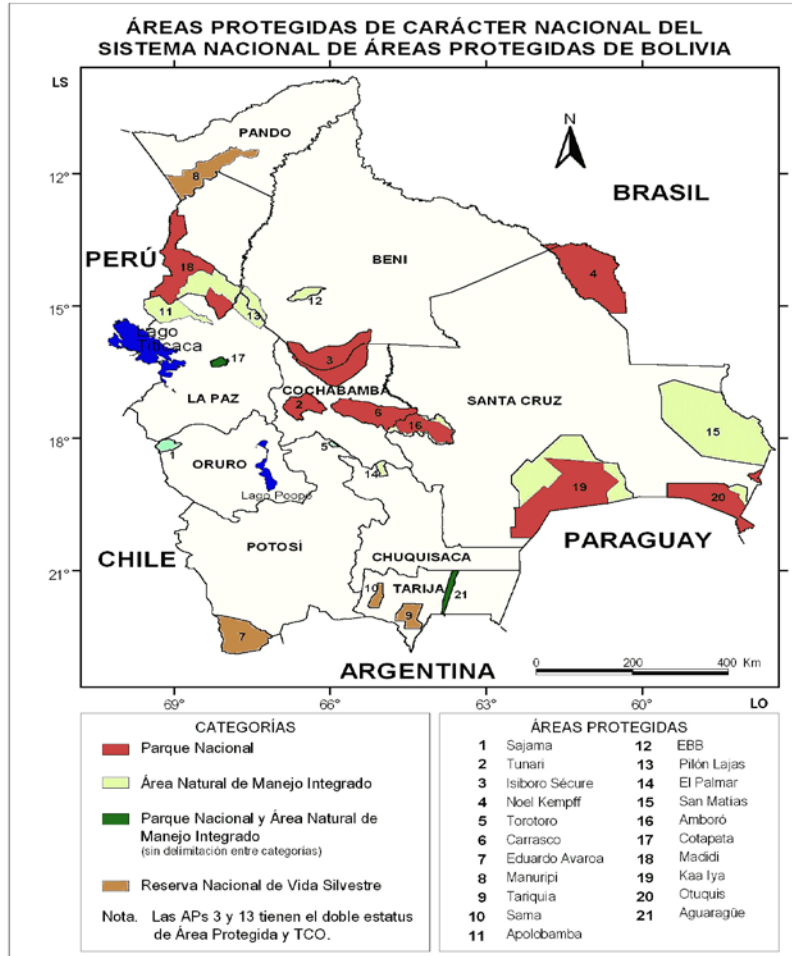 ÁREAS PROTEGIDAS DE CARÁCTER NACIONAL DEL
SISTEMA NACIONAL DE ÁREAS PROTEGIDAS DE BOLIVIA
LS
N
PANDO
8
12°
BRASIL
PERÚ
BENI
18
4
12
11
13
15°
Lago
Titicaca
17
3
COCHABAMBA
LA PAZ
2
6
SANTA CRUZ
16
15
18°
1
5
ORURO
14
19
20
Lago Poopó
POTOSÍ
PARAGUAY
CHILE
CHUQUISACA
21°
TARIJA
10
21
9
7
ARGENTINA
0 200 400 Km
69° 66° 63° 60° LO
CATEGORÍAS
Parque Nacional
Área Natural de Manejo Integrado
Parque Nacional y Área Natural de
Manejo Integrado
(sin delimitación entre categorías)
Reserva Nacional de Vida Silvestre
Nota. Las APs 3 y 13 tienen el doble estatus
de Área Protegida y TCO.
ÁREAS PROTEGIDAS
1 Sajama
2 Tunari
3 Isiboro Sécure
4 Noel Kempff
5 Torotoro
6 Carrasco
7 Eduardo Avaroa
8 Manuripi
9 Tariquia
10 Sama
11 Apolobamba
12 EBB
13 Pilón Lajas
14 El Palmar
15 San Matías
16 Amboró
17 Cotapata
18 Madidi
19 Kaa Iya
20 Otuquis
21 Aguaragüe